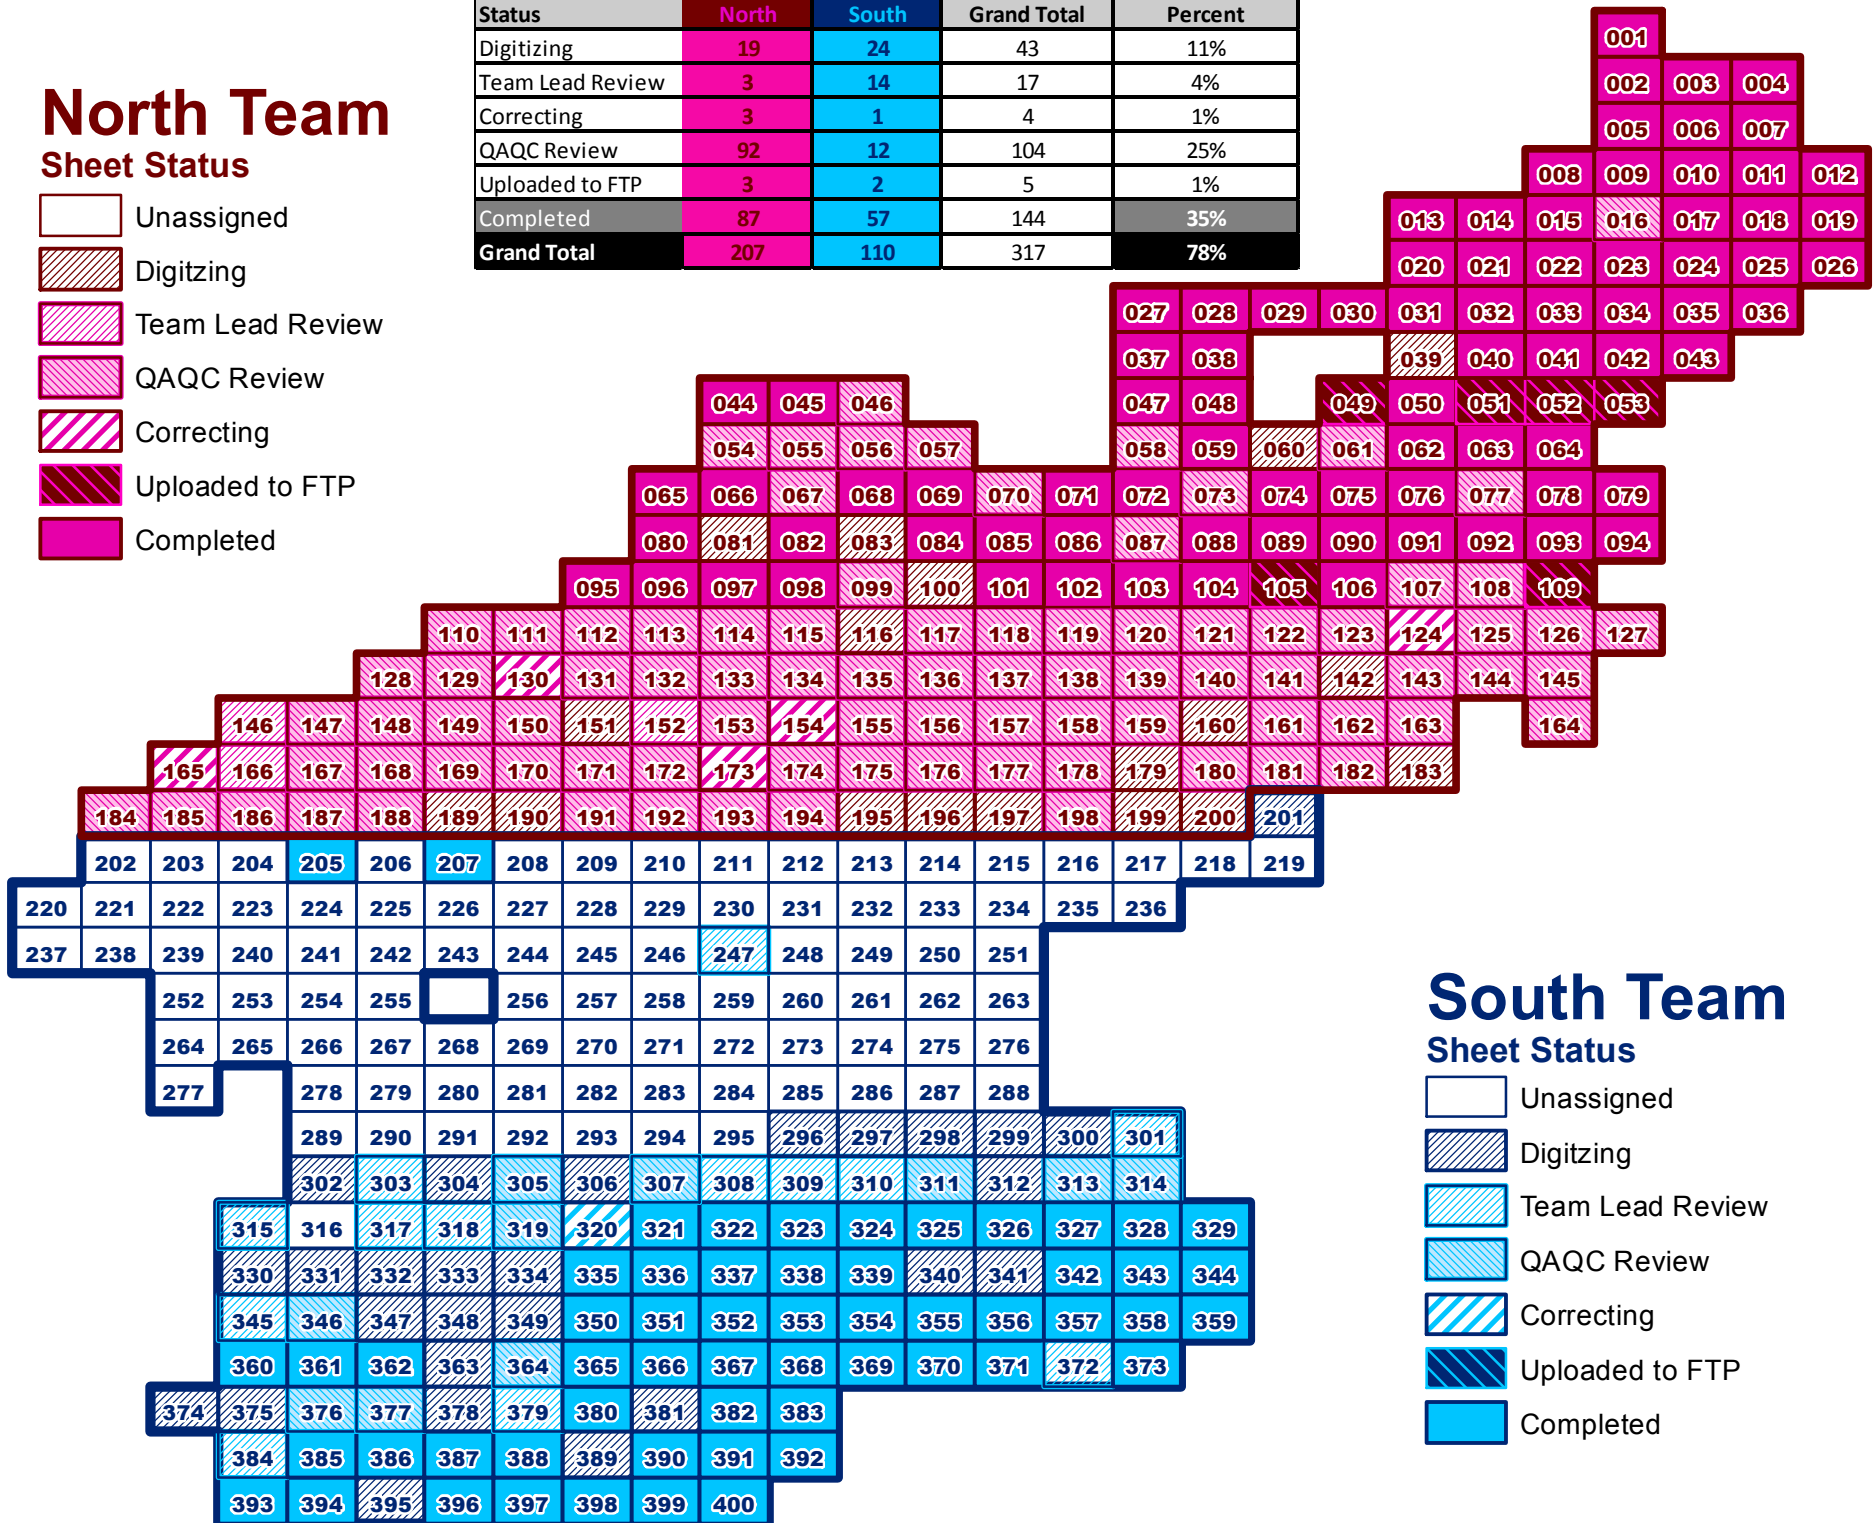 Status North South Grand Total Percent
Digitizing 19 24 43 11%
Team Lead Review 3 14 17 4%
Correcting 3 1 4 1%
QAQC Review 92 12 104 25%
Uploaded to FTP 3 2 5 1%
Completed 87 57 144 35%
Grand Total 207 110 317 78%
North Team
Sheet Status
Unassigned
Digitzing
Team Lead Review
QAQC Review
Correcting
Uploaded to FTP
Completed
001
002 003 004
005 006 007
008 009 010 011 012
013 014 015 016 017 018 019
020 021 022 023 024 025 026
027 028 029 030 031 032 033 034 035 036
037 038 039 040 041 042 043
044 045 046 047 048 049 050 051 052 053
054 055 056 057 058 059 060 061 062 063 064
065 066 067 068 069 070 071 072 073 074 075 076 077 078 079
080 081 082 083 084 085 086 087 088 089 090 091 092 093 094
095 096 097 098 099 100 101 102 103 104 105 106 107 108 109
110 111 112 113 114 115 116 117 118 119 120 121 122 123 124 125 126 127
128 129 130 131 132 133 134 135 136 137 138 139 140 141 142 143 144 145
146 147 148 149 150 151 152 153 154 155 156 157 158 159 160 161 162 163 164
165 166 167 168 169 170 171 172 173 174 175 176 177 178 179 180 181 182 183
184 185 186 187 188 189 190 191 192 193 194 195 196 197 198 199 200 201
202 203 204 205 206 207 208 209 210 211 212 213 214 215 216 217 218 219
220 221 222 223 224 225 226 227 228 229 230 231 232 233 234 235 236
237 238 239 240 241 242 243 244 245 246 247 248 249 250 251
252 253 254 255 256 257 258 259 260 261 262 263
264 265 266 267 268 269 270 271 272 273 274 275 276
277 278 279 280 281 282 283 284 285 286 287 288
289 290 291 292 293 294 295 296 297 298 299 300 301
302 303 304 305 306 307 308 309 310 311 312 313 314
315 316 317 318 319 320 321 322 323 324 325 326 327 328 329
330 331 332 333 334 335 336 337 338 339 340 341 342 343 344
345 346 347 348 349 350 351 352 353 354 355 356 357 358 359
360 361 362 363 364 365 366 367 368 369 370 371 372 373
374 375 376 377 378 379 380 381 382 383
384 385 386 387 388 389 390 391 392
393 394 395 396 397 398 399 400
South Team
Sheet Status
Unassigned
Digitzing
Team Lead Review
QAQC Review
Correcting
Uploaded to FTP
Completed